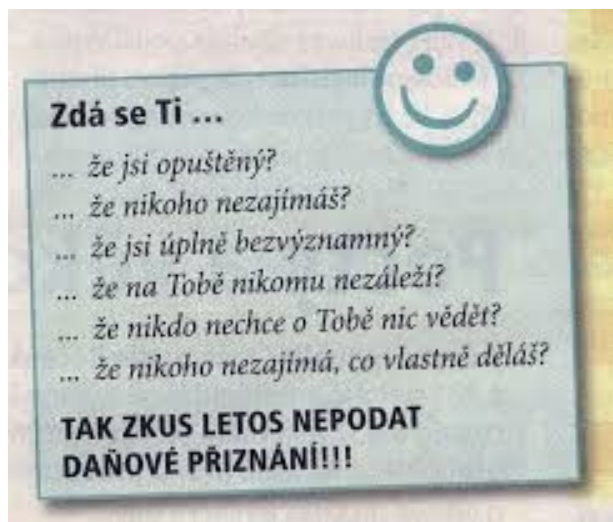 Zdá se Ti ...
... že jsi opuštěný?
... že nikoho nezajímáš?
... že jsi úplně bezvýznamný?
... že na Tobě nikomu nezáleží?
... že nikdo nechce o Tobě nic vědět?
... že nikoho nezajímá, co vlastně děláš?
TAK ZKUS LETOS NEPODAT
DAŇOVÉ PŘIZNÁNÍ!!!